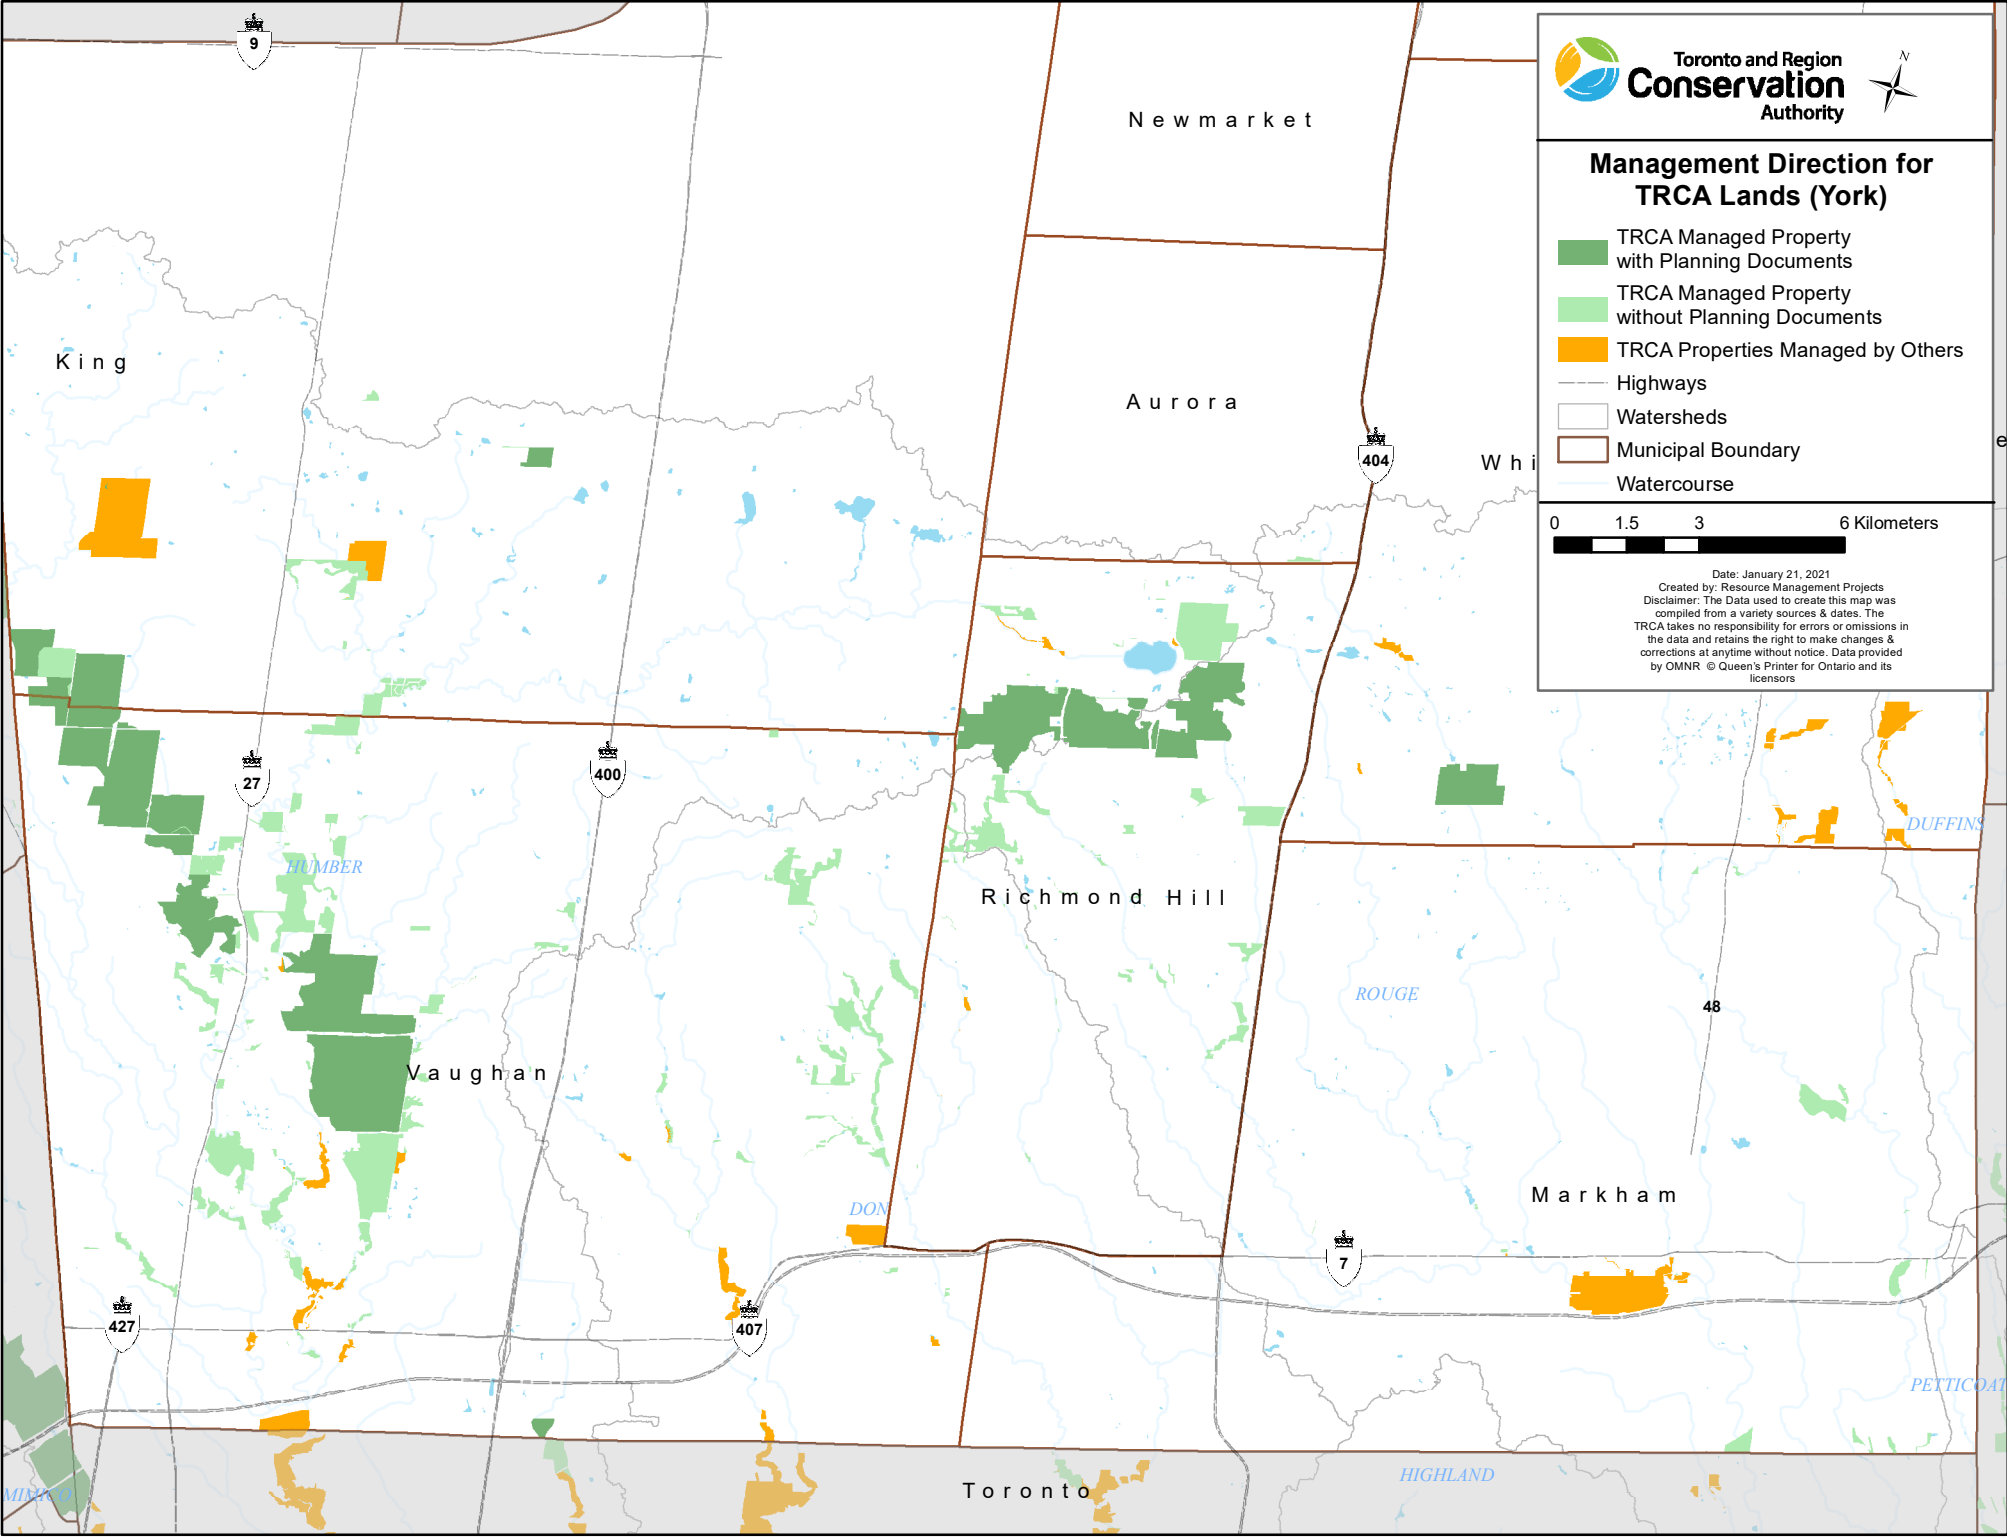 9
Newmarket
King
Aurora
404
Whi
e
27
400
HUMBER
Richmond Hill
DUFFINS
ROUGE
48
Vaughan
Markham
DON
7
427
407
PETTICOAT
HIGHLAND
MIMICO
Toronto
Toronto and Region
Conservation
Authority
N
Management Direction for
TRCA Lands (York)
TRCA Managed Property
with Planning Documents
TRCA Managed Property
without Planning Documents
TRCA Properties Managed by Others
Highways
Watersheds
Municipal Boundary
Watercourse
0 1.5 3 6 Kilometers
Date: January 21, 2021
Created by: Resource Management Projects
Disclaimer: The Data used to create this map was
compiled from a variety sources & dates. The
TRCA takes no responsibility for errors or omissions in
the data and retains the right to make changes &
corrections at anytime without notice. Data provided
by OMNR © Queen's Printer for Ontario and its
licensors